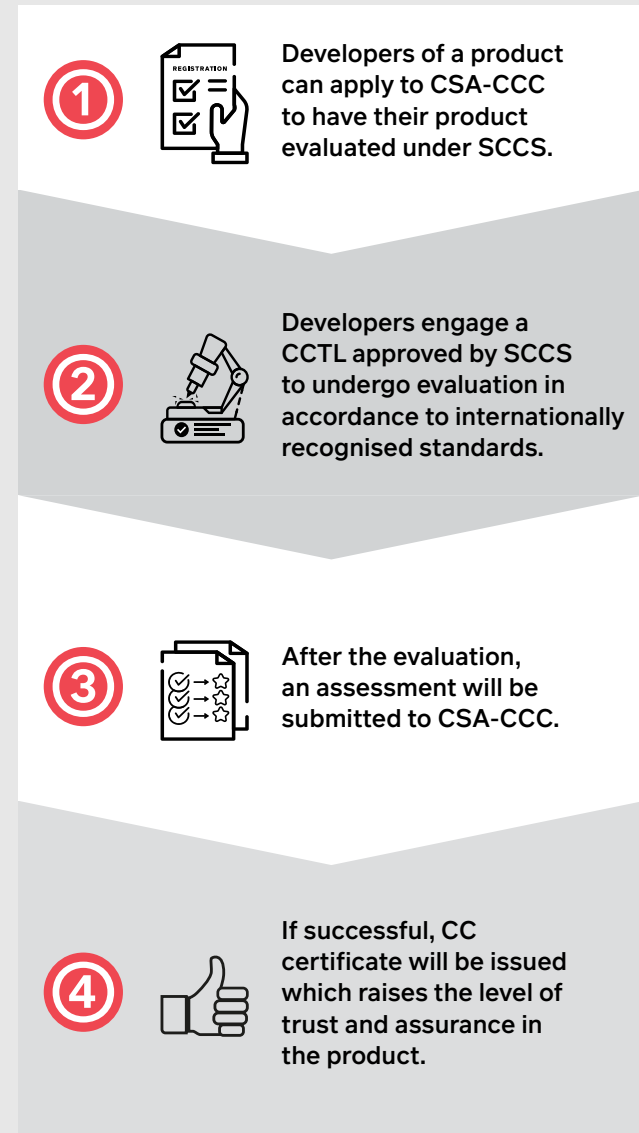 1
REGISTRATION
Developers of a product
can apply to CSA-CCC
to have their product
evaluated under SCCS.
2
Developers engage a
CCTL approved by SCCS
to undergo evaluation in
accordance to internationally
recognised standards.
3
After the evaluation,
an assessment will be
submitted to CSA-CCC.
4
If successful, CC
certificate will be issued
which raises the level of
trust and assurance in
the product.